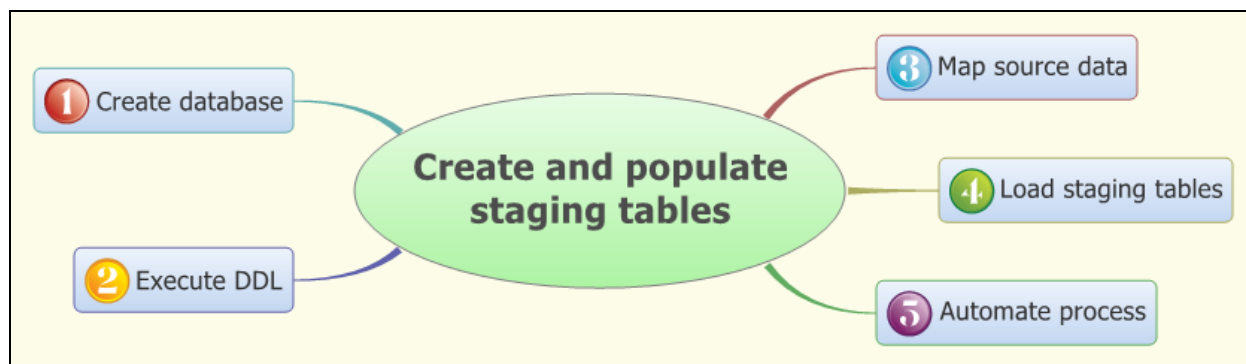 1 Create database
2 Execute DDL
Create and populate
staging tables
3 Map source data
4 Load staging tables
5 Automate process